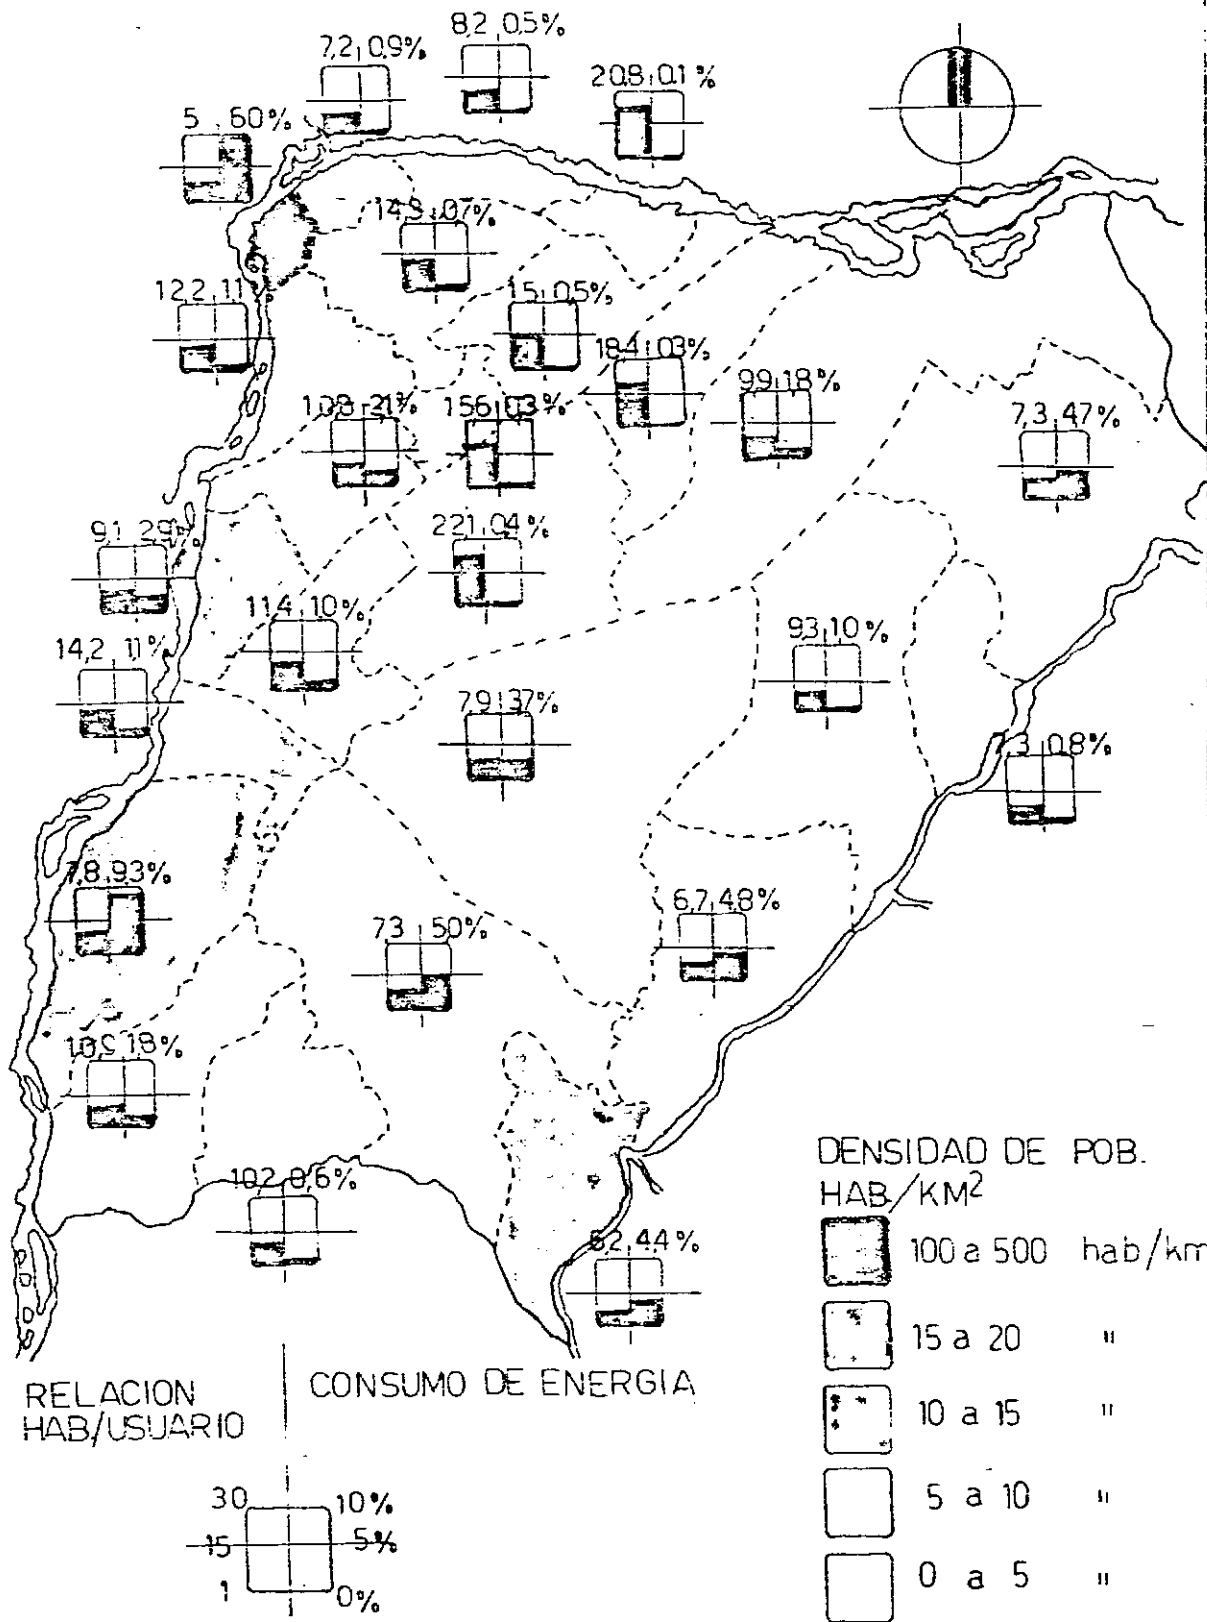 8,2 0,5%
7,2 0,9%
20,8 0,1%
5 60%
14,9 0,7%
12,2 11
15 0,5%
18,4 0,3%
9,9 1,8%
7,3 4,7%
10,8 2,1%
15,6 0,3%
9,1 2,9
22,1 0,4%
11,4 10%
9,3 1,0%
14,2 1,1%
7,9 3,7%
,3 0,8%
7,8 9,3%
6,7 4,8%
7,3 5,0%
10,9 1,8%
10,2 0,6%
6,2 4,4%
DENSIDAD DE POB.
HAB/KM²
100 a 500 hab/km
15 a 20 "
10 a 15 "
5 a 10 "
0 a 5 "
RELACION
HAB/USUARIO
CONSUMO DE ENERGIA
30 10%
15 5%
1 0%